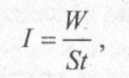 I = W / St ,